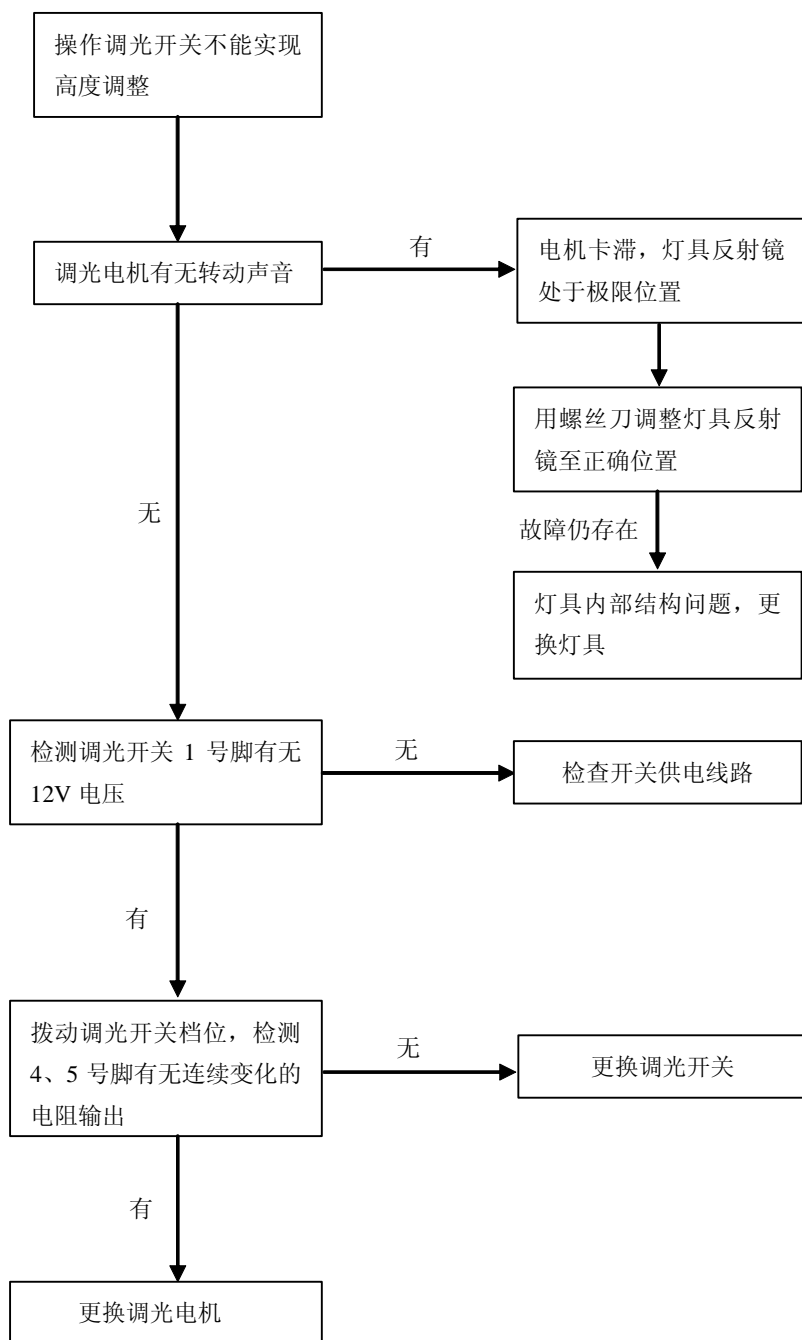 操作调光开关不能实现
高度调整
调光电机有无转动声音
有
电机卡滞，灯具反射镜
处于极限位置
用螺丝刀调整灯具反射
镜至正确位置
无
故障仍存在
灯具内部结构问题，更
换灯具
检测调光开关 1 号脚有无
12V 电压
无
检查开关供电线路
有
拨动调光开关档位，检测
4、5 号脚有无连续变化的
电阻输出
无
更换调光开关
有
更换调光电机